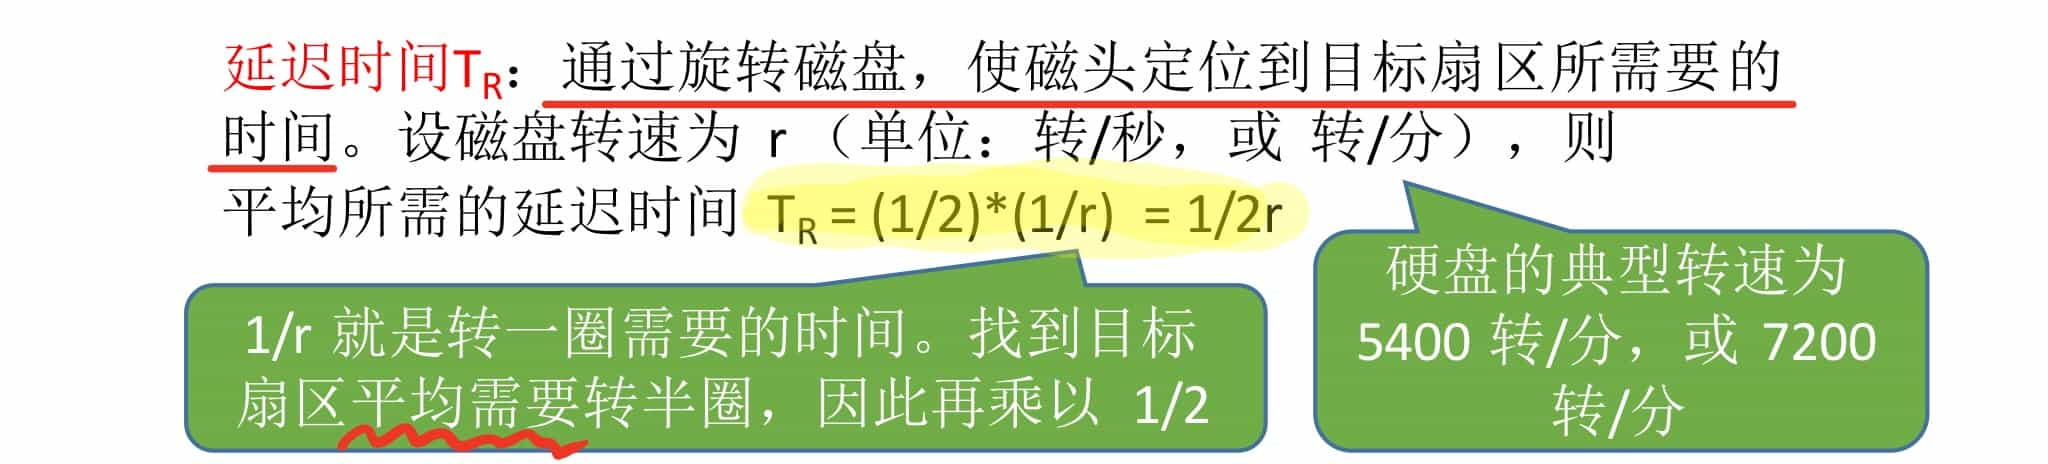 延迟时间TR：通过旋转磁盘，使磁头定位到目标扇区所需要的
时间。设磁盘转速为 r （单位：转/秒，或 转/分），则
平均所需的延迟时间 TR = (1/2)*(1/r) = 1/2r
1/r 就是转一圈需要的时间。找到目标
扇区平均需要转半圈，因此再乘以 1/2
硬盘的典型转速为
5400 转/分，或 7200
转/分